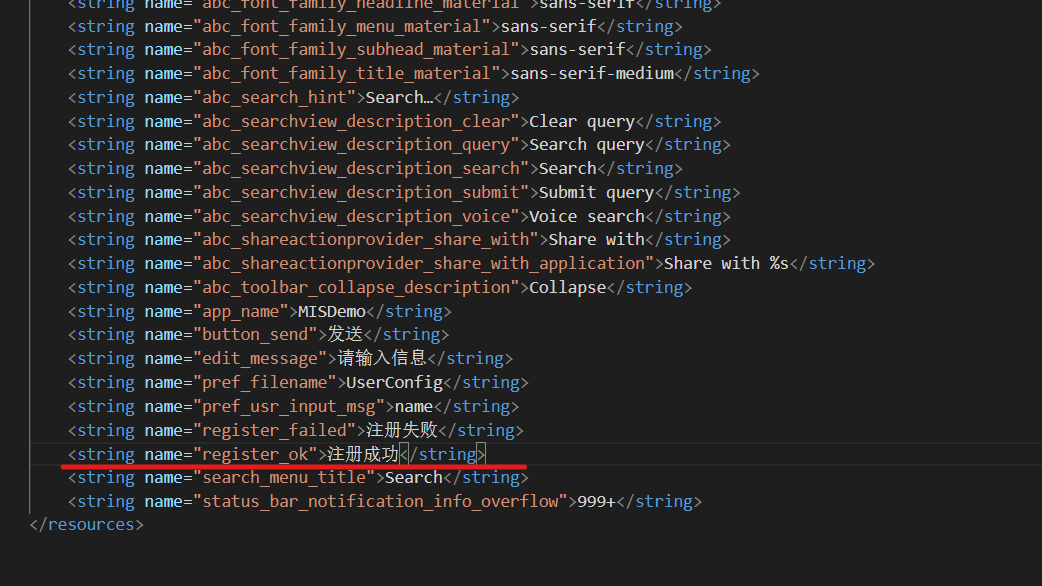 <string name="abc_font_family_headline_material">sans-serif</string>
<string name="abc_font_family_menu_material">sans-serif</string>
<string name="abc_font_family_subhead_material">sans-serif</string>
<string name="abc_font_family_title_material">sans-serif-medium</string>
<string name="abc_search_hint">Search…</string>
<string name="abc_searchview_description_clear">Clear query</string>
<string name="abc_searchview_description_query">Search query</string>
<string name="abc_searchview_description_search">Search</string>
<string name="abc_searchview_description_submit">Submit query</string>
<string name="abc_searchview_description_voice">Voice search</string>
<string name="abc_shareactionprovider_share_with">Share with</string>
<string name="abc_shareactionprovider_share_with_application">Share with %s</string>
<string name="abc_toolbar_collapse_description">Collapse</string>
<string name="app_name">MISDemo</string>
<string name="button_send">发送</string>
<string name="edit_message">请输入信息</string>
<string name="pref_filename">UserConfig</string>
<string name="pref_usr_input_msg">name</string>
<string name="register_failed">注册失败</string>
<string name="register_ok">注册成功</string>
<string name="search_menu_title">Search</string>
<string name="status_bar_notification_info_overflow">999+</string>
</resources>